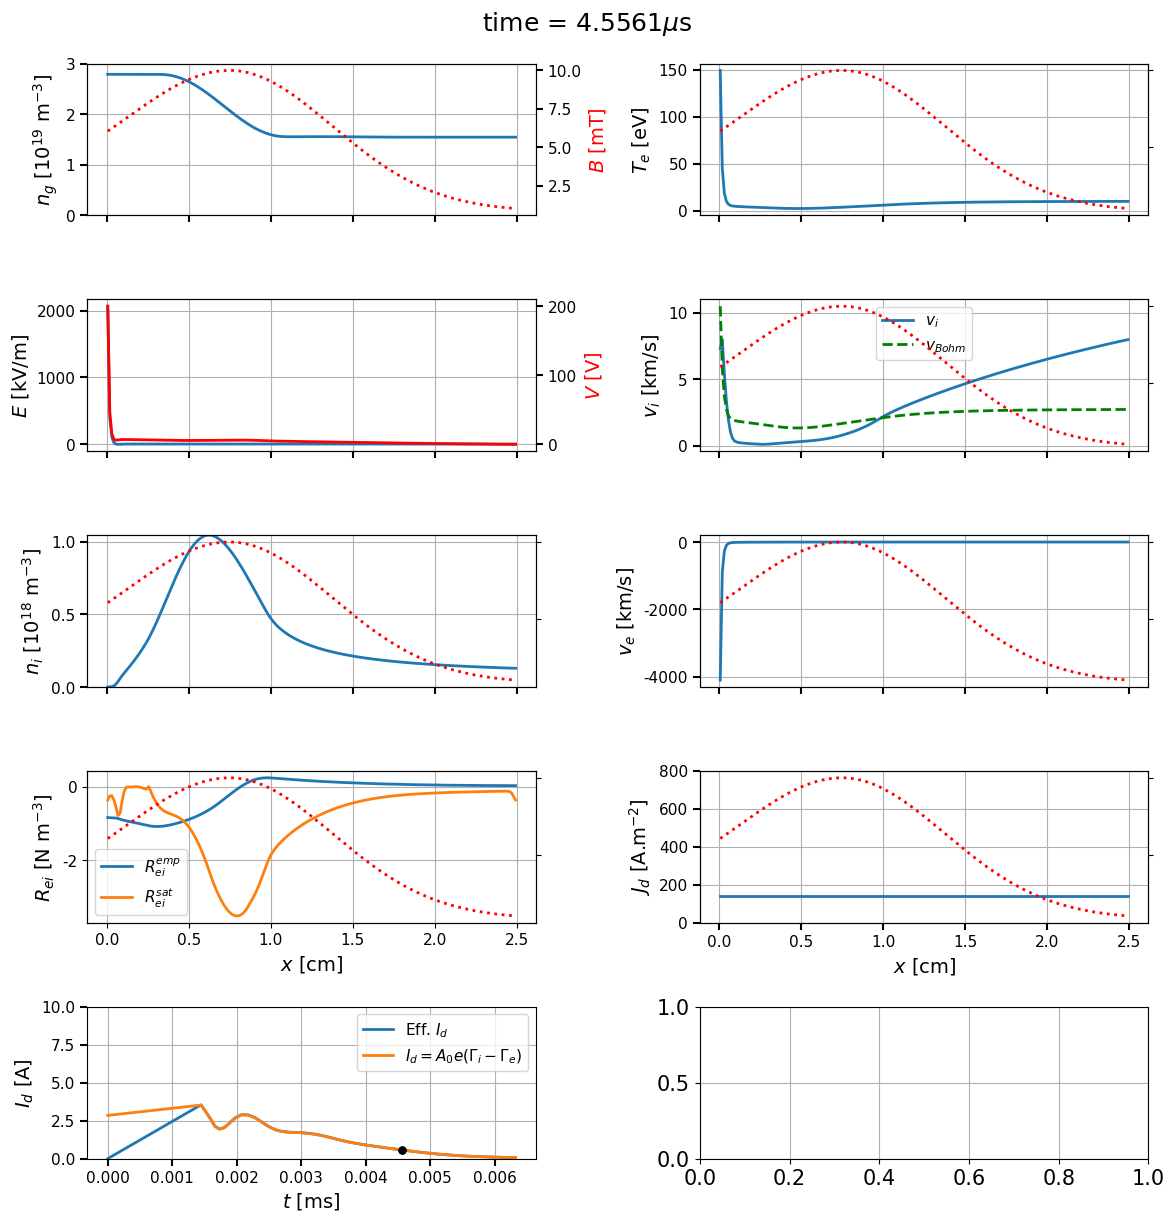 time = 4.5561μs
3
2
1
0
n_g [10^19 m^−3]
10.0
7.5
5.0
2.5
B [mT]
150
100
50
0
T_e [eV]
2000
1000
0
E [kV/m]
200
100
0
V [V]
10
5
0
v_i [km/s]
v_i
v_Bohm
1.0
0.5
0.0
n_i [10^18 m^−3]
0
-2000
-4000
v_e [km/s]
0
-2
R_ei [N m^−3]
R_ei^emp
R_ei^sat
0.0 0.5 1.0 1.5 2.0 2.5
x [cm]
800
600
400
200
0
J_d [A.m^−2]
0.0 0.5 1.0 1.5 2.0 2.5
x [cm]
10.0
7.5
5.0
2.5
0.0
I_d [A]
Eff. I_d
I_d = A_0e(Γ_i − Γ_e)
0.000 0.001 0.002 0.003 0.004 0.005 0.006
t [ms]
1.0
0.5
0.0
0.0 0.2 0.4 0.6 0.8 1.0